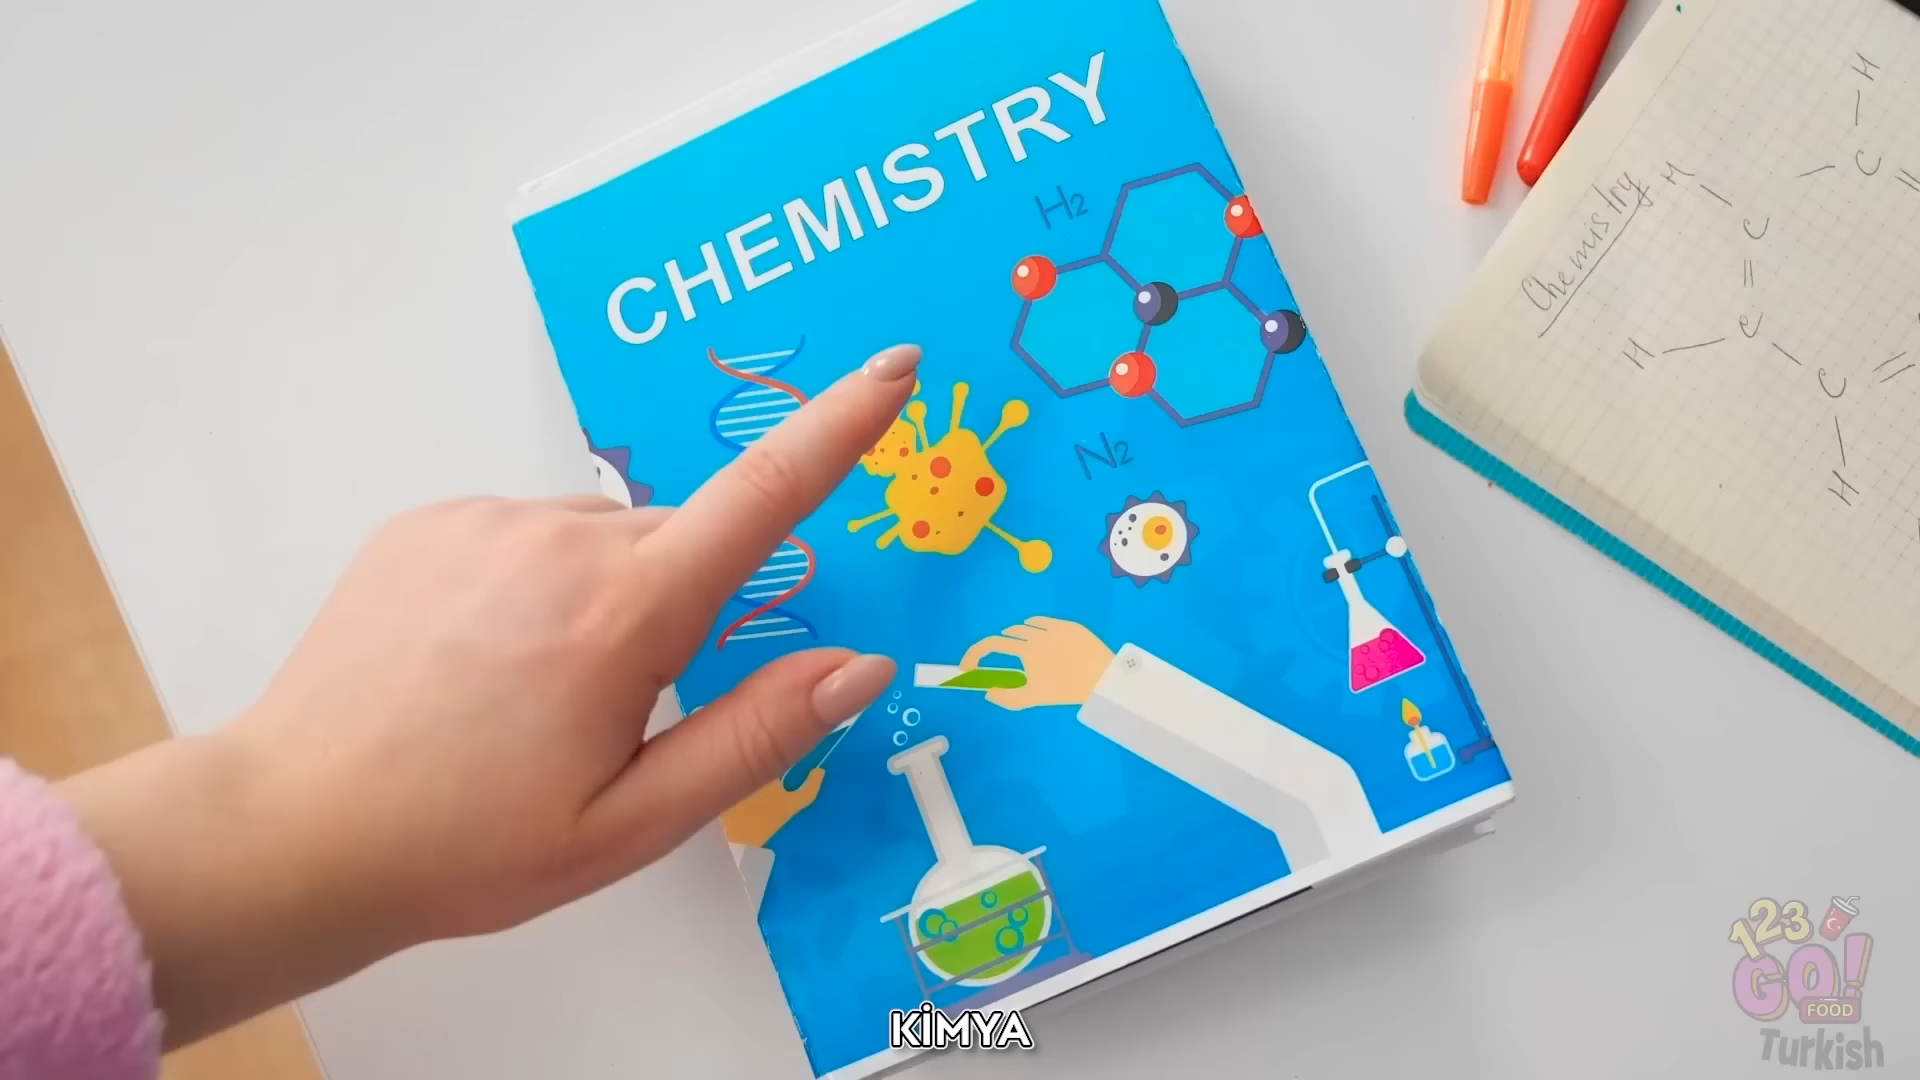 CHEMISTRY
H2
N2
Chemistry
H
C
H
C
=
H
C
C
H
KİMYA
123
GO!
FOOD
Turkish